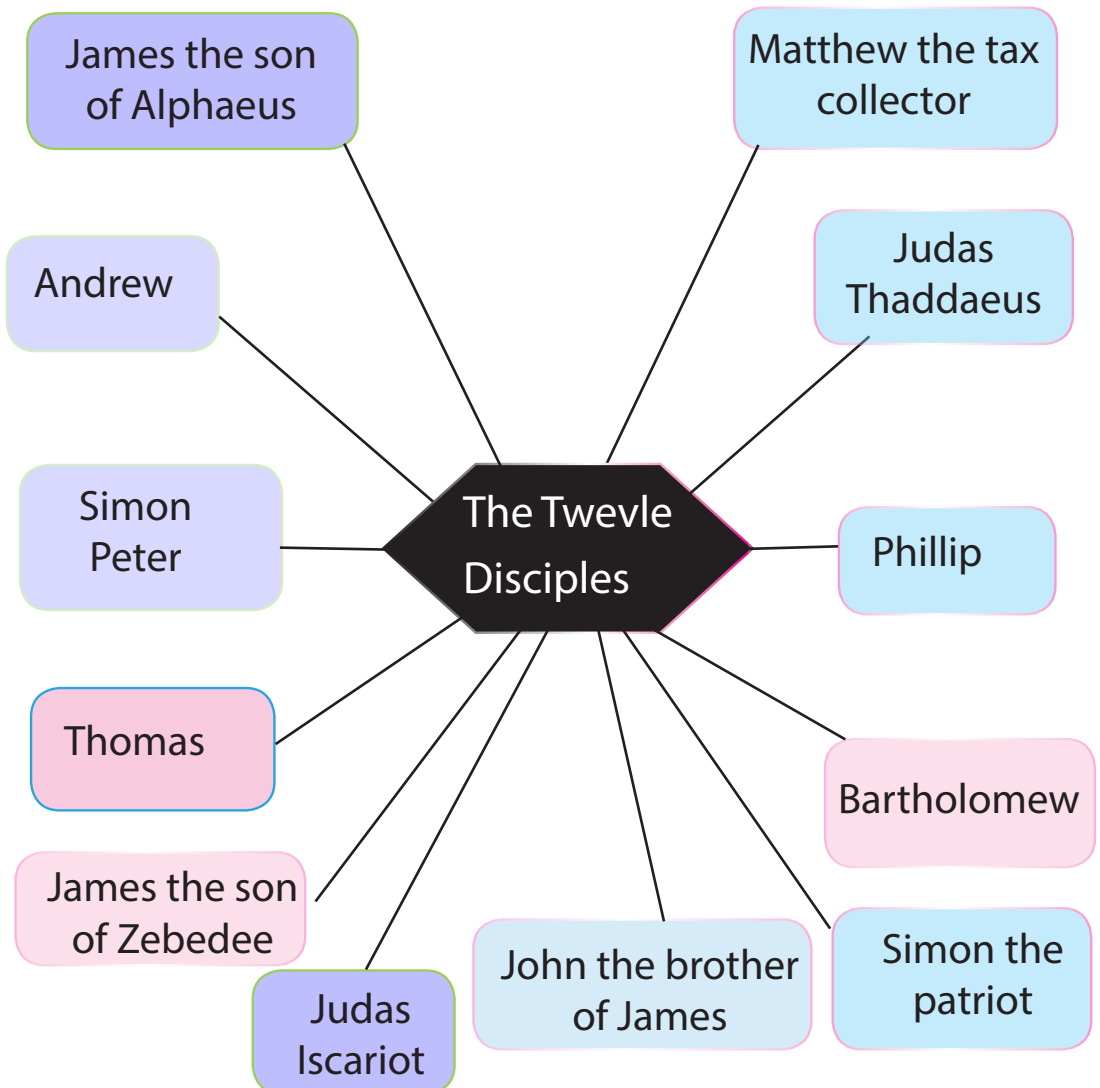 James the son
of Alphaeus
Matthew the tax
collector
Andrew
Judas
Thaddaeus
Simon
Peter
The Twevle
Disciples
Phillip
Thomas
Bartholomew
James the son
of Zebedee
Judas
Iscariot
John the brother
of James
Simon the
patriot